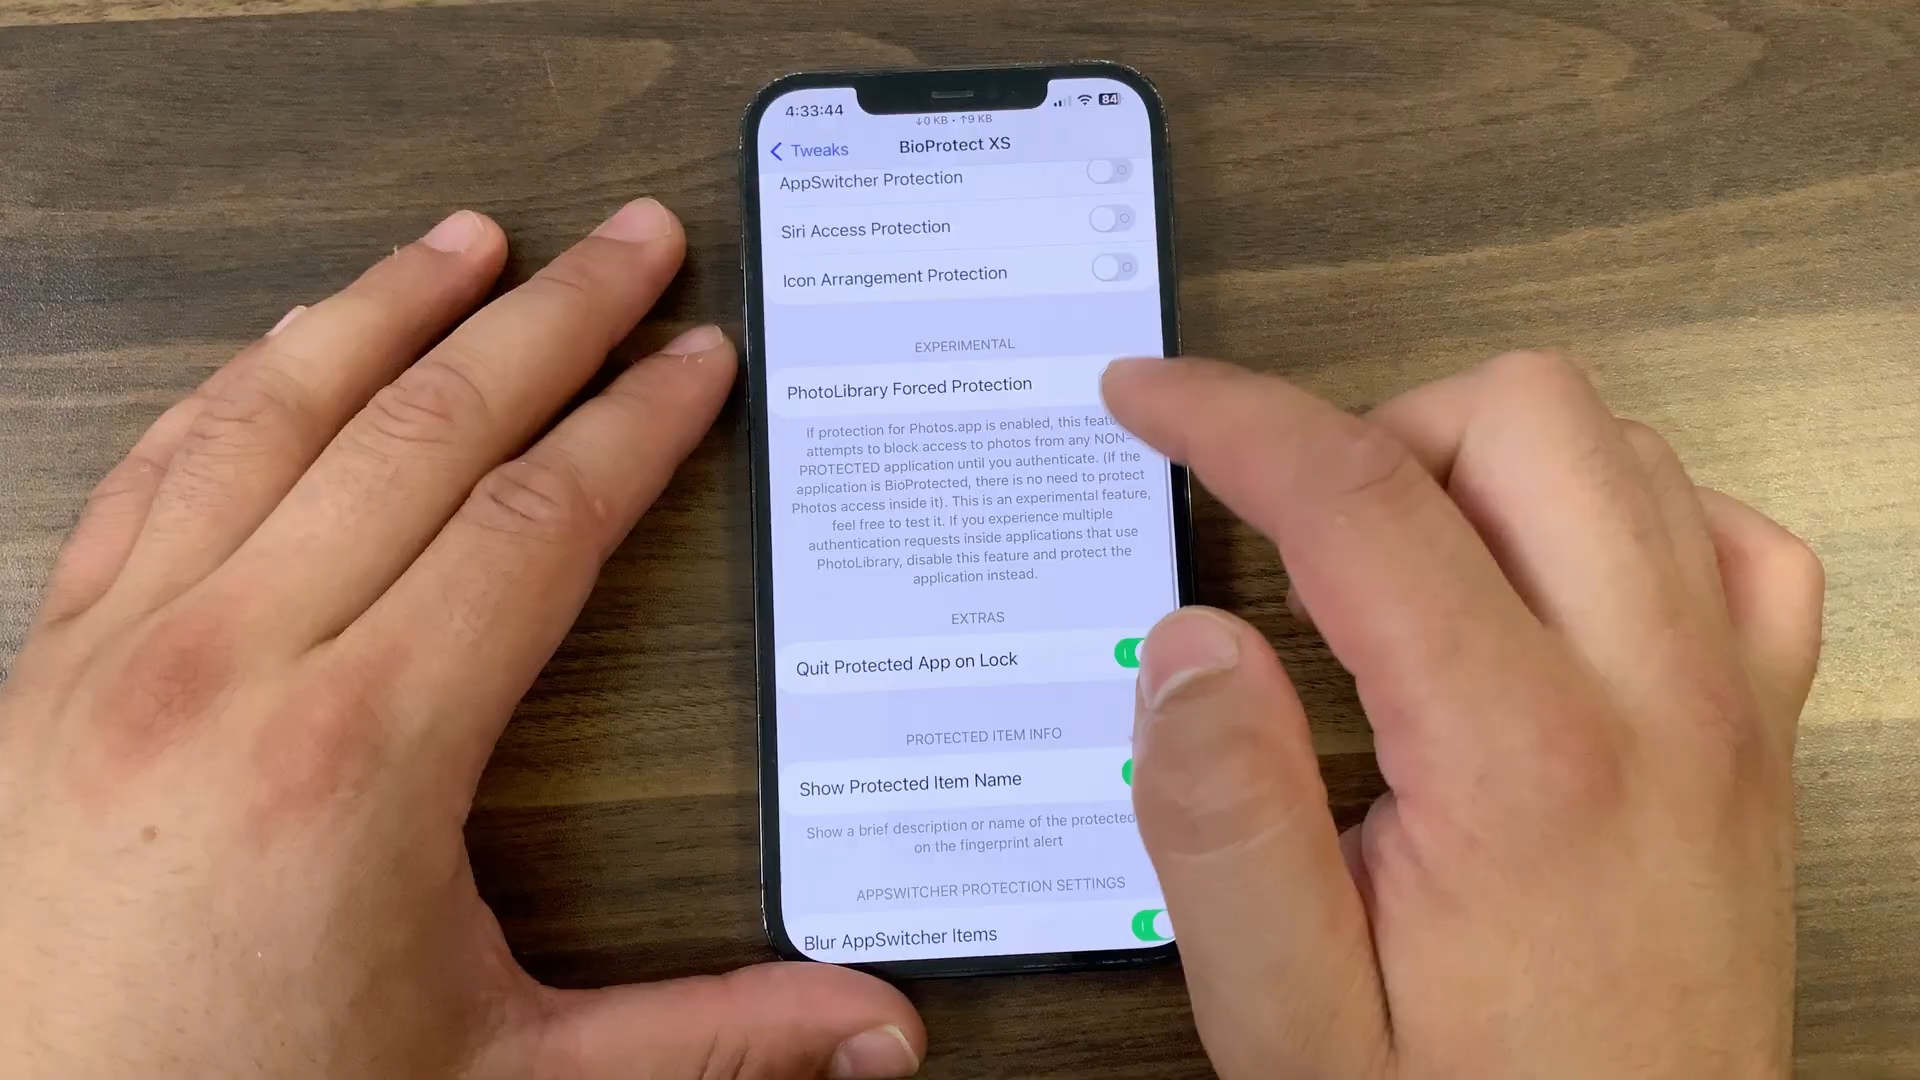 4:33:44
84
↓0 KB • ↑9 KB
Tweaks
BioProtect XS
AppSwitcher Protection
Siri Access Protection
Icon Arrangement Protection
EXPERIMENTAL
PhotoLibrary Forced Protection
If protection for Photos.app is enabled, this
attempts to block access to photos from any NON-
PROTECTED application until you authenticate. (If the
application is BioProtected, there is no need to protect
Photos access inside it). This is an experimental feature,
feel free to test it. If you experience multiple
authentication requests inside applications that use
PhotoLibrary, disable this feature and protect the
application instead.
EXTRAS
Quit Protected App on Lock
PROTECTED ITEM INFO
Show Protected Item Name
Show a brief description or name of the protected
on the fingerprint alert
APPSWITCHER PROTECTION SETTINGS
Blur AppSwitcher Items